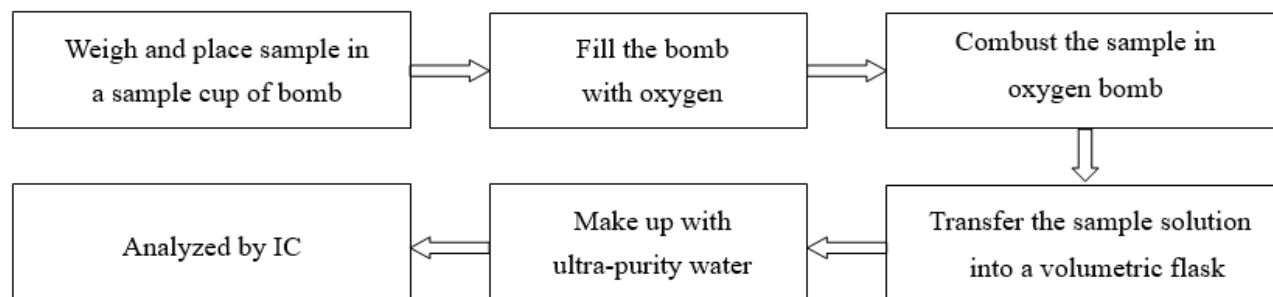 Weigh and place sample in
a sample cup of bomb
Fill the bomb
with oxygen
Combust the sample in
oxygen bomb
Transfer the sample solution
into a volumetric flask
Make up with
ultra-purity water
Analyzed by IC